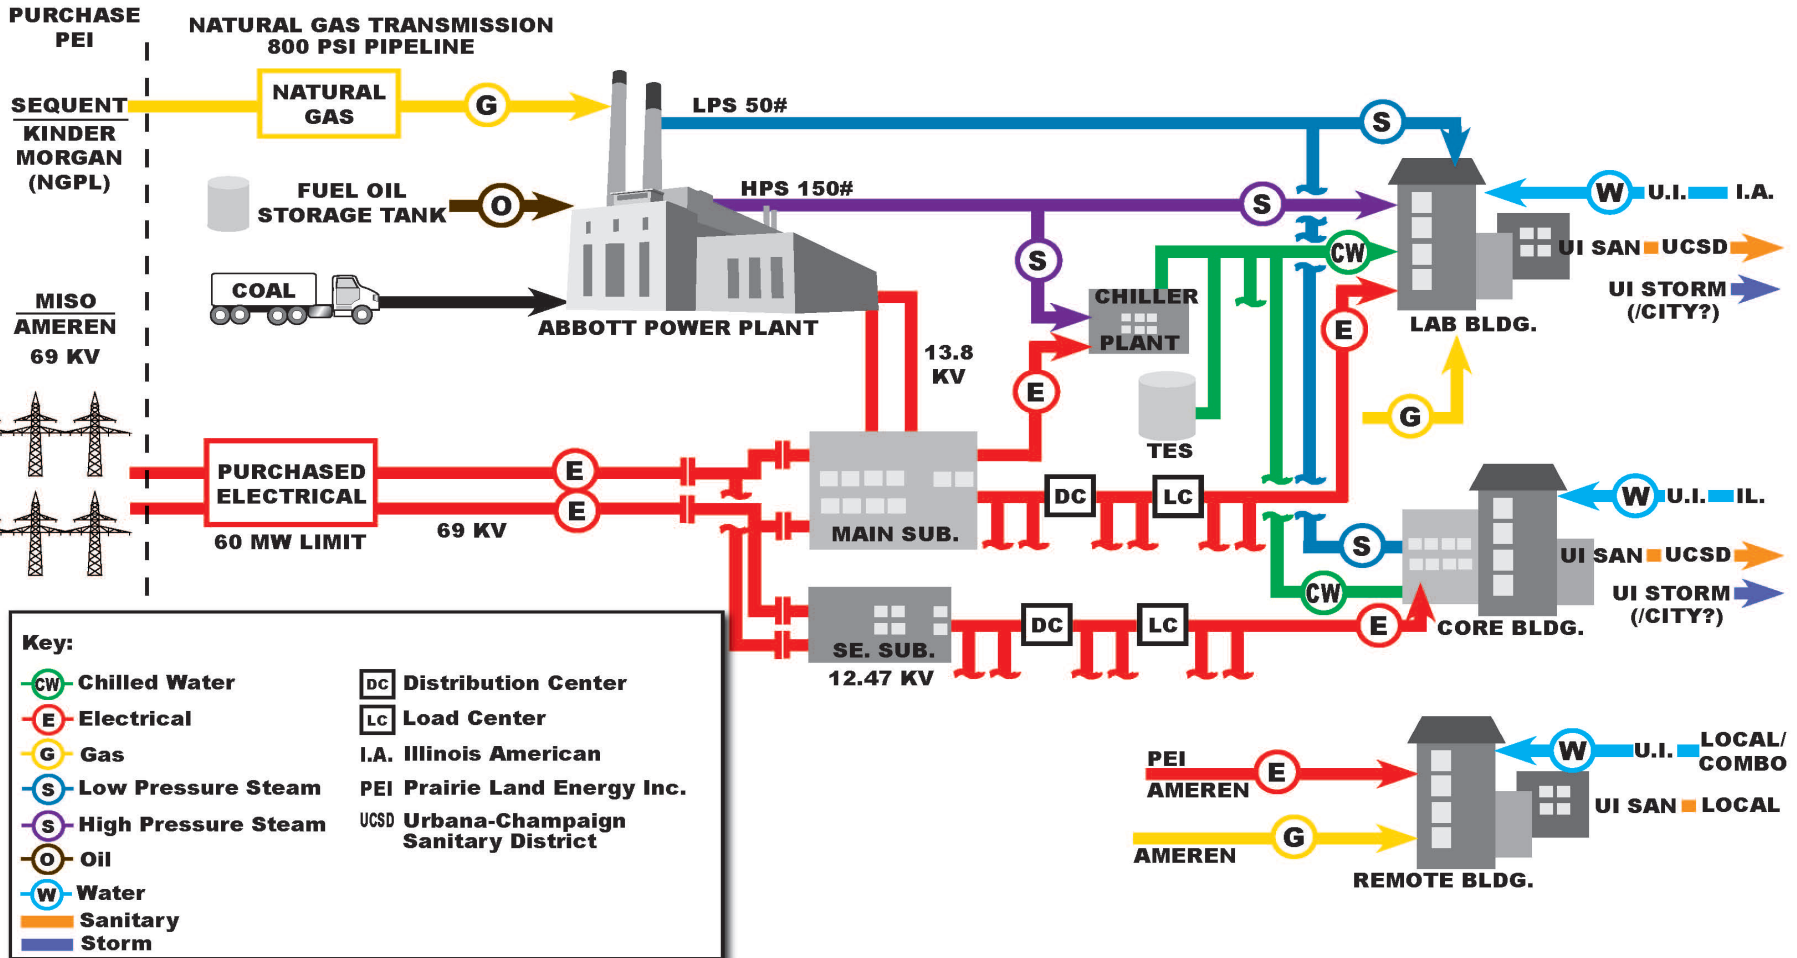 PURCHASE
PEI
NATURAL GAS TRANSMISSION
800 PSI PIPELINE
SEQUENT
KINDER
MORGAN
(NGPL)
NATURAL
GAS
G
LPS 50#
S
FUEL OIL
STORAGE TANK
O
HPS 150#
S
S
W
U.I.
I.A.
UI SAN
UCSD
UI STORM
(/CITY?)
CW
COAL
ABBOTT POWER PLANT
CHILLER
PLANT
LAB BLDG.
E
G
MISO
AMEREN
69 KV
13.8
KV
E
TES
PURCHASED
ELECTRICAL
60 MW LIMIT
E
E
69 KV
MAIN SUB.
DC
LC
W
U.I.
IL.
S
CW
UI SAN
UCSD
UI STORM
(/CITY?)
CORE BLDG.
SE. SUB.
12.47 KV
DC
LC
E
Key:
CW Chilled Water
E Electrical
G Gas
S Low Pressure Steam
S High Pressure Steam
O Oil
W Water
Sanitary
Storm
DC Distribution Center
LC Load Center
I.A. Illinois American
PEI Prairie Land Energy Inc.
UCSD Urbana-Champaign
Sanitary District
PEI
AMEREN
E
AMEREN
G
W
U.I.
LOCAL/
COMBO
UI SAN
LOCAL
REMOTE BLDG.